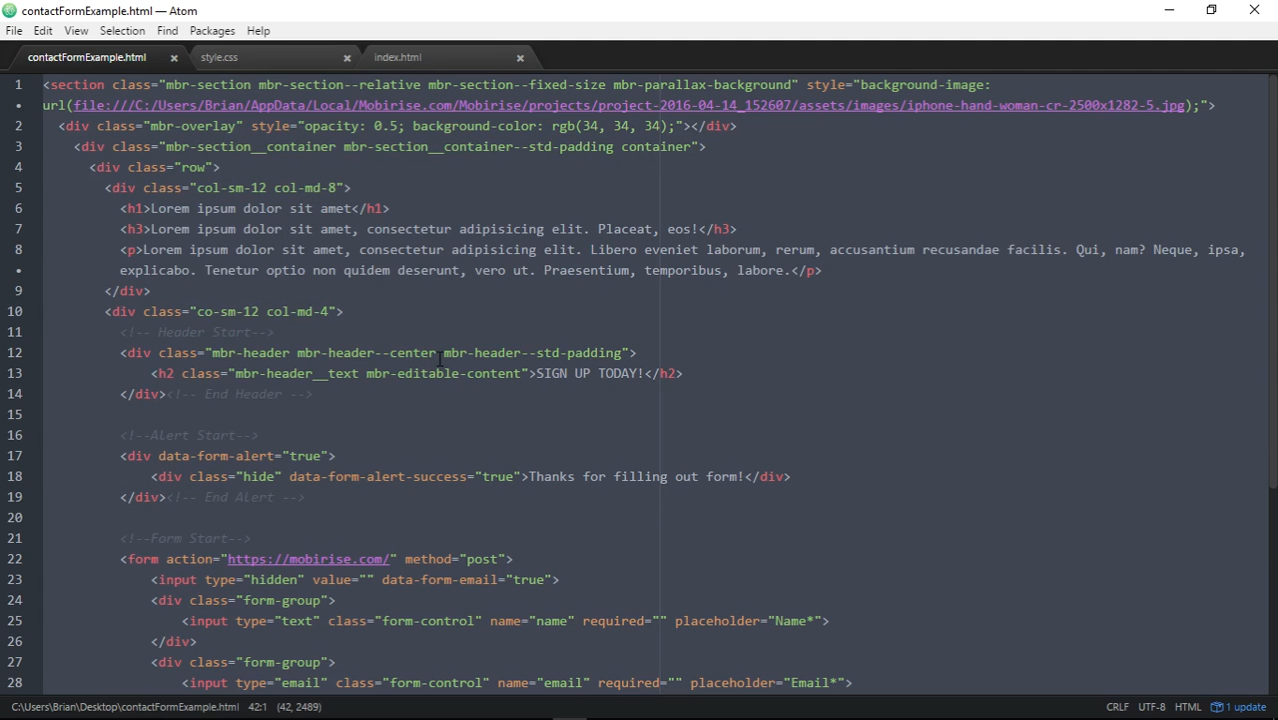 contactFormExample.html — Atom
File Edit View Selection Find Packages Help
contactFormExample.html style.css index.html
1 <section class="mbr-section mbr-section--relative mbr-section--fixed-size mbr-parallax-background" style="background-image:
• url(file:///C:/Users/Brian/AppData/Local/Mobirise.com/Mobirise/projects/project-2016-04-14_152607/assets/images/iphone-hand-woman-cr-2500x1282-5.jpg);">
2 <div class="mbr-overlay" style="opacity: 0.5; background-color: rgb(34, 34, 34);"></div>
3 <div class="mbr-section__container mbr-section__container--std-padding container">
4 <div class="row">
5 <div class="col-sm-12 col-md-8">
6 <h1>Lorem ipsum dolor sit amet</h1>
7 <h3>Lorem ipsum dolor sit amet, consectetur adipisicing elit. Placeat, eos!</h3>
8 <p>Lorem ipsum dolor sit amet, consectetur adipisicing elit. Libero eveniet laborum, rerum, accusantium recusandae facilis. Qui, nam? Neque, ipsa,
• explicabo. Tenetur optio non quidem deserunt, vero ut. Praesentium, temporibus, labore.</p>
9 </div>
10 <div class="co-sm-12 col-md-4">
11 <!-- Header Start-->
12 <div class="mbr-header mbr-header--center mbr-header--std-padding">
13 <h2 class="mbr-header__text mbr-editable-content">SIGN UP TODAY!</h2>
14 </div><!-- End Header -->
15
16 <!--Alert Start-->
17 <div data-form-alert="true">
18 <div class="hide" data-form-alert-success="true">Thanks for filling out form!</div>
19 </div><!-- End Alert -->
20
21 <!--Form Start-->
22 <form action="https://mobirise.com/" method="post">
23 <input type="hidden" value="" data-form-email="true">
24 <div class="form-group">
25 <input type="text" class="form-control" name="name" required="" placeholder="Name*">
26 </div>
27 <div class="form-group">
28 <input type="email" class="form-control" name="email" required="" placeholder="Email*">
C:\Users\Brian\Desktop\contactFormExample.html 42:1 (42, 2489) CRLF UTF-8 HTML 1 update